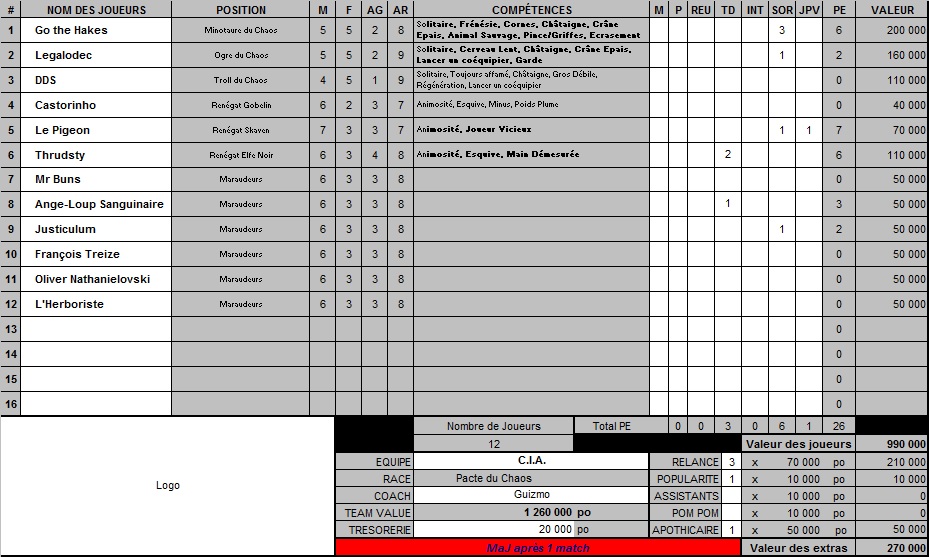 # NOM DES JOUEURS POSITION M F AG AR COMPÉTENCES M P REU TD INT SOR JPV PE VALEUR
1 Go the Hakes Minotaure du Chaos 5 5 2 8 Solitaire, Frénésie, Cornes, Châtaigne, Crâne 3 6 200 000
Epais, Animal Sauvage, Pince/Griffes, Ecrasement
2 Legalodec Ogre du Chaos 5 5 2 9 Solitaire, Cerveau Lent, Châtaigne, Crâne Epais, 1 2 160 000
Lancer un coéquipier, Garde
3 DDS Troll du Chaos 4 5 1 9 Solitaire, Toujours affamé, Châtaigne, Gros Débile, 0 110 000
Régénération, Lancer un coéquipier
4 Castorinho Renégat Gobelin 6 2 3 7 Animosité, Esquive, Minus, Poids Plume 0 40 000
5 Le Pigeon Renégat Skaven 7 3 3 7 Animosité, Joueur Vicieux 1 1 7 70 000
6 Thrudsty Renégat Elfe Noir 6 3 4 8 Animosité, Esquive, Main Démesurée 2 6 110 000
7 Mr Buns Maraudeurs 6 3 3 8 0 50 000
8 Ange-Loup Sanguinaire Maraudeurs 6 3 3 8 1 3 50 000
9 Justiculum Maraudeurs 6 3 3 8 1 2 50 000
10 François Treize Maraudeurs 6 3 3 8 0 50 000
11 Oliver Nathanielovski Maraudeurs 6 3 3 8 0 50 000
12 L'Herboriste Maraudeurs 6 3 3 8 0 50 000
13 0
14 0
15 0
16 0
Nombre de Joueurs Total PE 0 0 3 0 6 1 26
12 Valeur des joueurs 990 000
Logo
EQUIPE C.I.A. RELANCE 3 x 70 000 po 210 000
RACE Pacte du Chaos POPULARITE 1 x 10 000 po 10 000
COACH Guizmo ASSISTANTS x 10 000 po 0
TEAM VALUE 1 260 000 po POM POM x 10 000 po 0
TRESORERIE 20 000 po APOTHICAIRE 1 x 50 000 po 50 000
MaJ après 1 match Valeur des extras 270 000